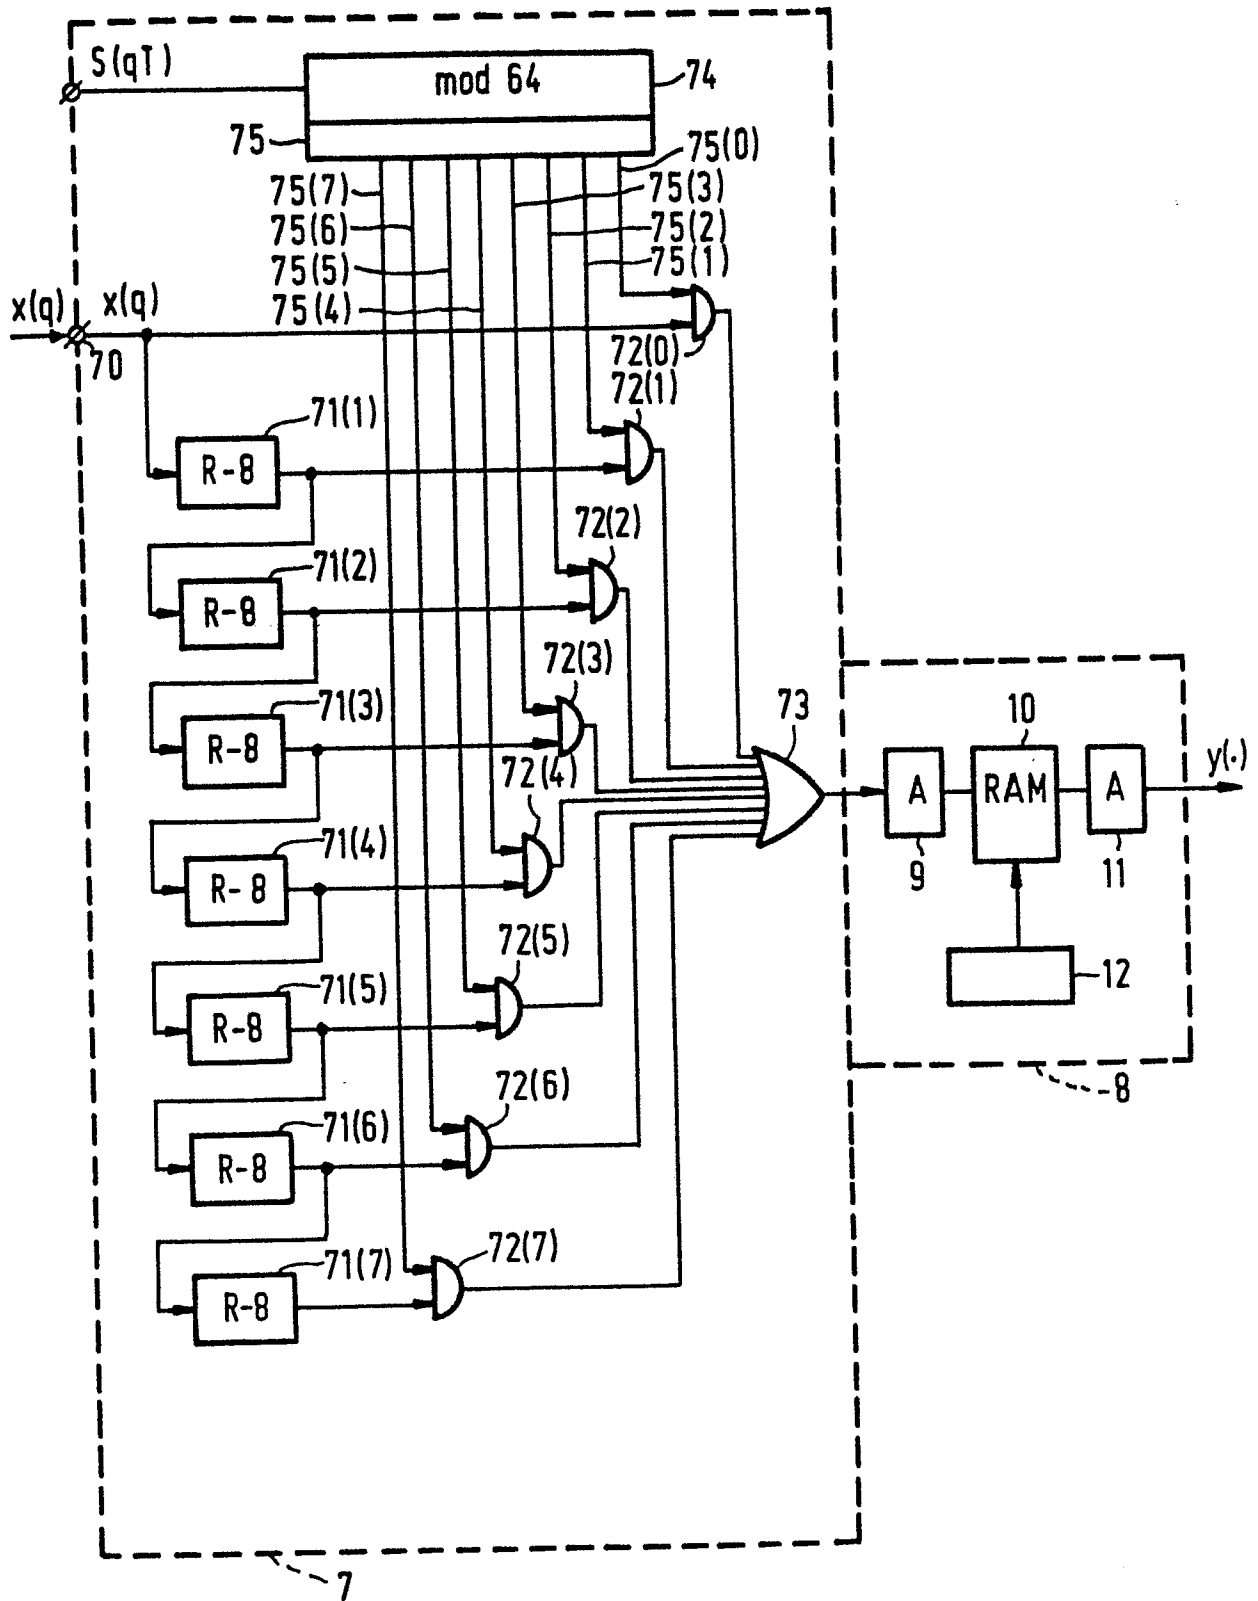 S(qT)
mod 64
74
75
75(0)
75(7)
75(3)
75(6)
75(2)
75(5)
75(1)
75(4)
x(q)
x(q)
70
72(0)
72(1)
71(1)
R-8
72(2)
71(2)
R-8
72(3)
71(3)
R-8
73
10
72(4)
A
RAM
A
y(·)
71(4)
R-8
9
11
72(5)
71(5)
R-8
12
72(6)
8
71(6)
R-8
72(7)
71(7)
R-8
7